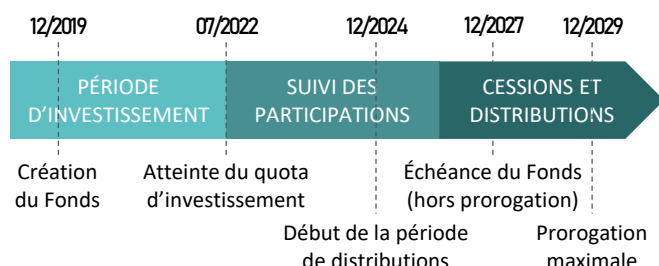 12/2019 07/2022 12/2024 12/2027 12/2029
PÉRIODE
D'INVESTISSEMENT
SUIVI DES
PARTICIPATIONS
CESSIONS ET
DISTRIBUTIONS
Création
du Fonds
Atteinte du quota
d'investissement
Échéance du Fonds
(hors prorogation)
Début de la période
de distributions
Prorogation
maximale